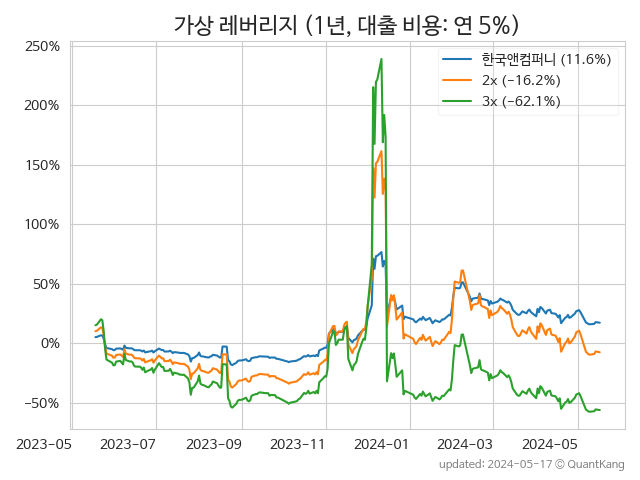 가상 레버리지 (1년, 대출 비용: 연 5%)
한국앤컴퍼니 (11.6%)
2x (−16.2%)
3x (−62.1%)
250%
200%
150%
100%
50%
0%
−50%
2023-05 2023-07 2023-09 2023-11 2024-01 2024-03 2024-05
updated: 2024-05-17 © QuantKang